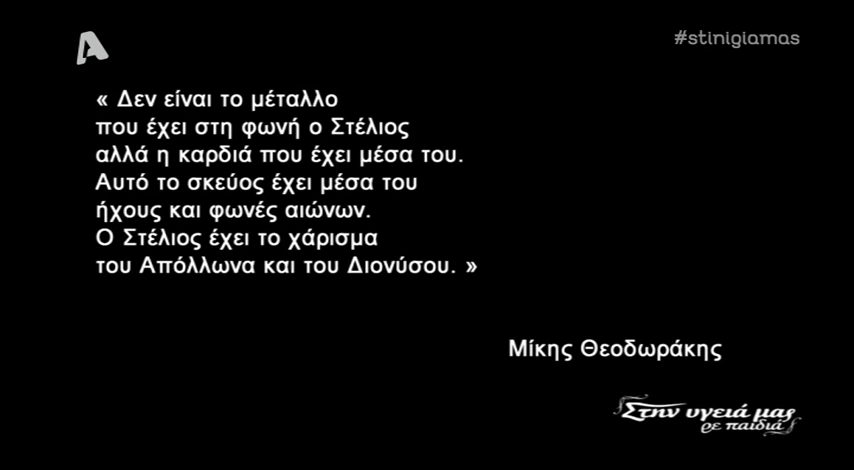 #stinigiamas
« Δεν είναι το μέταλλο
που έχει στη φωνή ο Στέλιος
αλλά η καρδιά που έχει μέσα του.
Αυτό το σκεύος έχει μέσα του
ήχους και φωνές αιώνων.
Ο Στέλιος έχει το χάρισμα
του Απόλλωνα και του Διονύσου. »
Μίκης Θεοδωράκης
Στην υγειά μας
ρε παιδιά